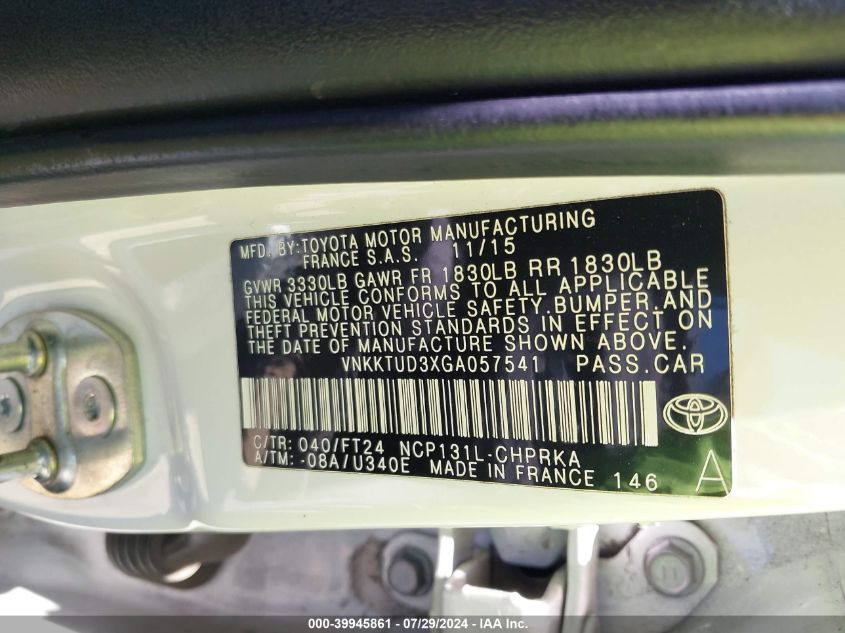 MFD. BY:TOYOTA MOTOR MANUFACTURING
FRANCE S.A.S. 11/15
GVWR 3330LB GAWR FR 1830LB RR 1830LB
THIS VEHICLE CONFORMS TO ALL APPLICABLE
FEDERAL MOTOR VEHICLE SAFETY,BUMPER,AND
THEFT PREVENTION STANDARDS IN EFFECT ON
THE DATE OF MANUFACTURE SHOWN ABOVE.
VNKKTUD3XGA057541 PASS.CAR
C/TR: 040/FT24 NCP131L-CHPRKA
A/TM: -08A/U340E MADE IN FRANCE 146 A
000-39945861 - 07/29/2024 - IAA Inc.